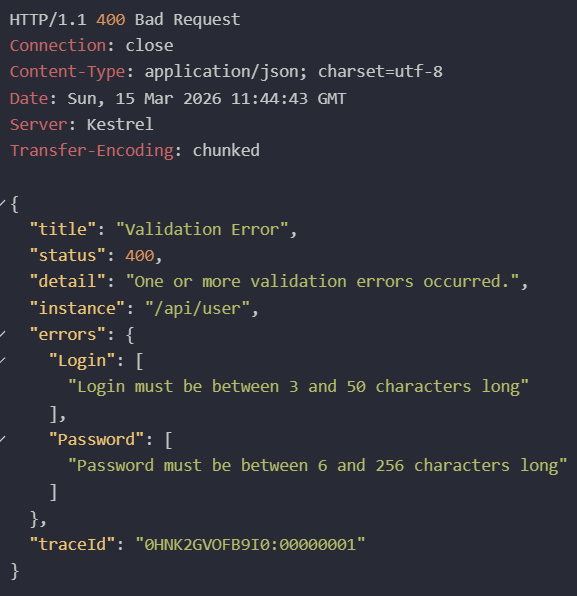 HTTP/1.1 400 Bad Request
Connection: close
Content-Type: application/json; charset=utf-8
Date: Sun, 15 Mar 2026 11:44:43 GMT
Server: Kestrel
Transfer-Encoding: chunked

{
  "title": "Validation Error",
  "status": 400,
  "detail": "One or more validation errors occurred.",
  "instance": "/api/user",
  "errors": {
    "Login": [
      "Login must be between 3 and 50 characters long"
    ],
    "Password": [
      "Password must be between 6 and 256 characters long"
    ]
  },
  "traceId": "0HNK2GVOFB9I0:00000001"
}